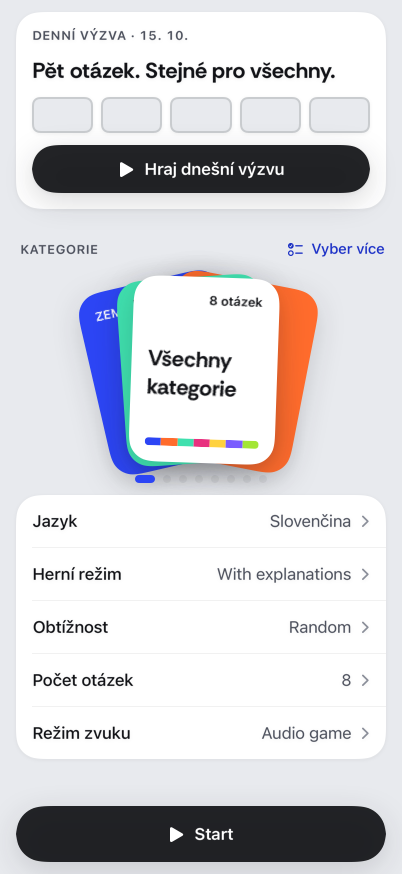 DENNÍ VÝZVA · 15. 10.
Pět otázek. Stejné pro všechny.
Hraj dnešní výzvu
KATEGORIE
Vyber více
8 otázek
Všechny
kategorie
Jazyk
Slovenčina
Herní režim
With explanations
Obtížnost
Random
Počet otázek
8
Režim zvuku
Audio game
Start